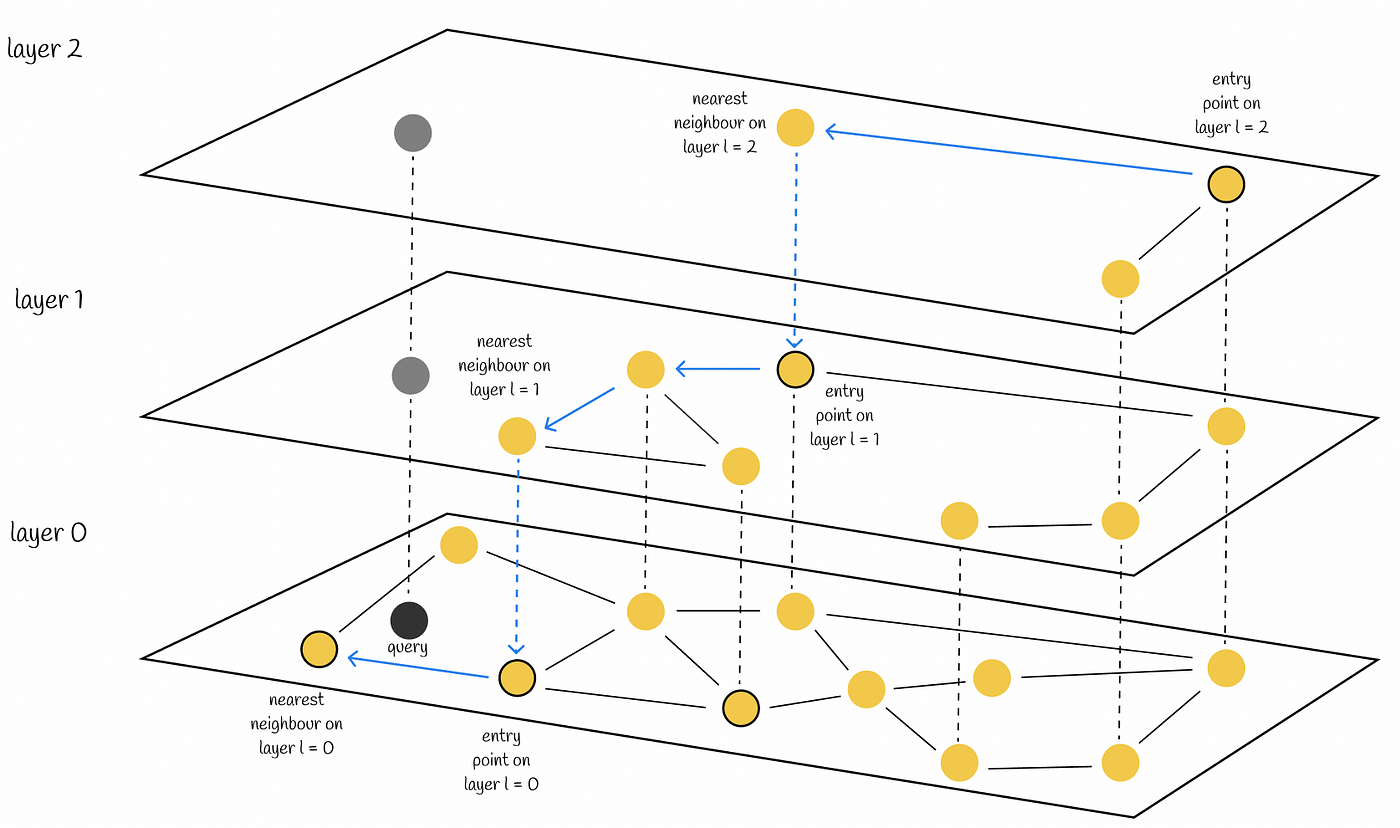 layer 2
nearest
neighbour on
layer l = 2
entry
point on
layer l = 2
layer 1
nearest
neighbour on
layer l = 1
entry
point on
layer l = 1
layer 0
query
nearest
neighbour on
layer l = 0
entry
point on
layer l = 0